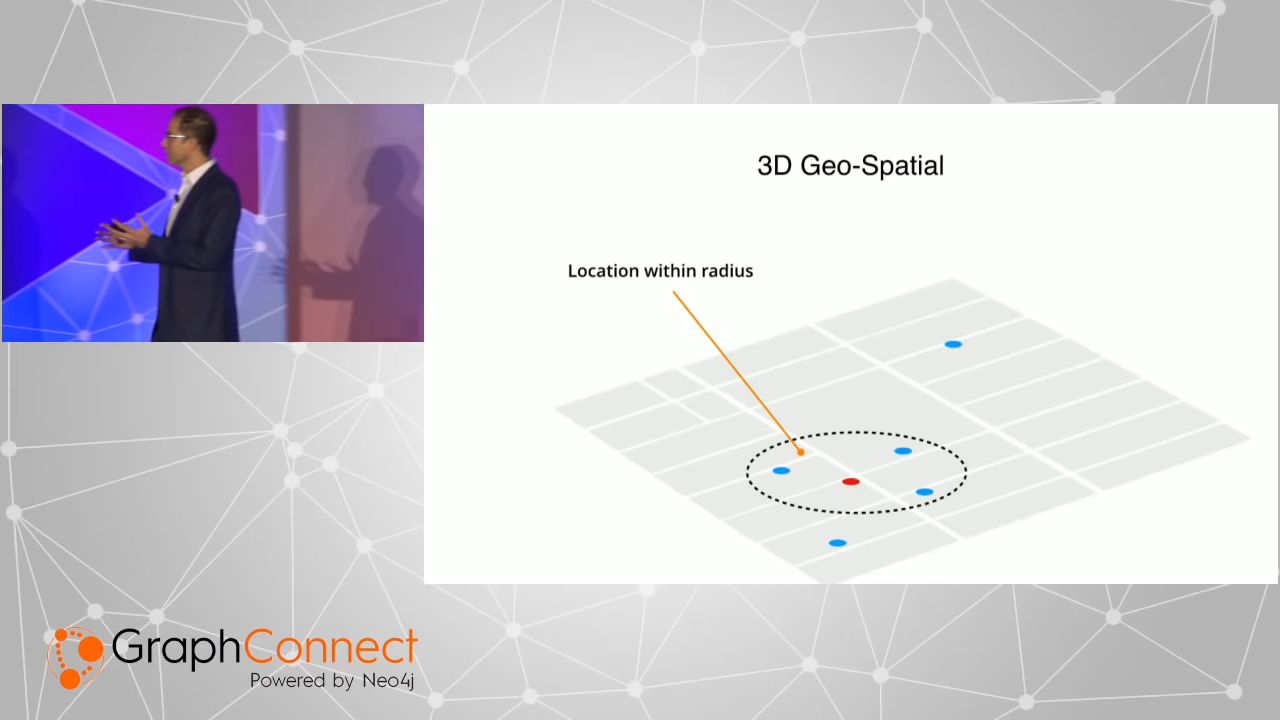 3D Geo-Spatial
Location within radius
GraphConnect
Powered by Neo4j